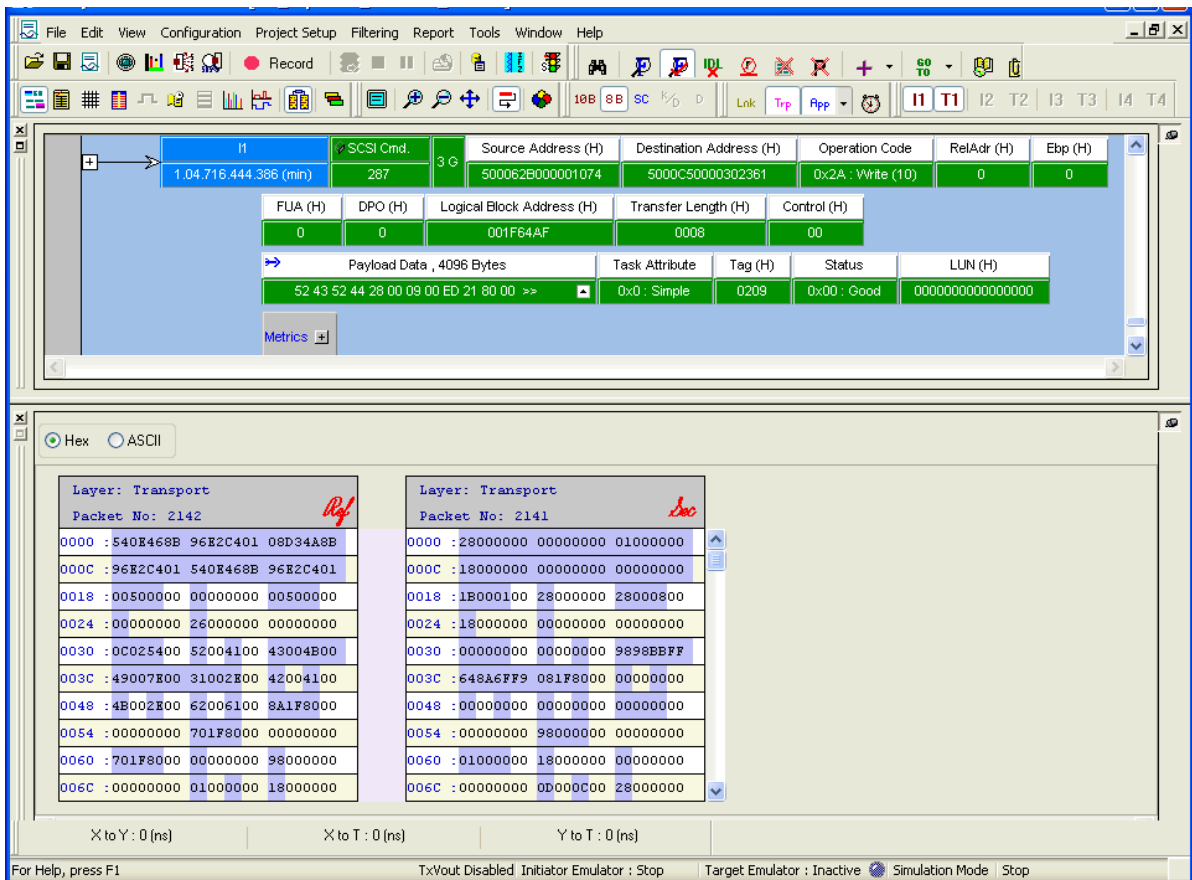 File Edit View Configuration Project Setup Filtering Report Tools Window Help
Record GO TO
10B 8B SC K/D D Lnk Trp App I1 T1 I2 T2 I3 T3 I4 T4
I1 SCSI Cmd. 3 G Source Address (H) Destination Address (H) Operation Code RelAdr (H) Ebp (H)
1.04.716.444.386 (min) 287 500062B000001074 5000C50000302361 0x2A : Write (10) 0 0
FUA (H) DPO (H) Logical Block Address (H) Transfer Length (H) Control (H)
0 0 001F64AF 0008 00
Payload Data , 4096 Bytes Task Attribute Tag (H) Status LUN (H)
52 43 52 44 28 00 09 00 ED 21 80 00 >> 0x0 : Simple 0209 0x00 : Good 0000000000000000
Metrics
Hex ASCII
Layer: Transport Ref Layer: Transport Sec
Packet No: 2142 Packet No: 2141
0000 :540E468B 96E2C401 08D34A8B 0000 :28000000 00000000 01000000
000C :96E2C401 540E468B 96E2C401 000C :18000000 00000000 00000000
0018 :00500000 00000000 00500000 0018 :1B000100 28000000 28000800
0024 :00000000 26000000 00000000 0024 :18000000 00000000 00000000
0030 :0C025400 52004100 43004B00 0030 :00000000 00000000 9898BBFF
003C :49007E00 31002E00 42004100 003C :648A6FF9 081F8000 00000000
0048 :4B002E00 62006100 8A1F8000 0048 :00000000 00000000 00000000
0054 :00000000 701F8000 00000000 0054 :00000000 98000000 00000000
0060 :701F8000 00000000 98000000 0060 :01000000 18000000 00000000
006C :00000000 01000000 18000000 006C :00000000 0D000C00 28000000
X to Y : 0 (ns) X to T : 0 (ns) Y to T : 0 (ns)
For Help, press F1 TxVout Disabled Initiator Emulator : Stop Target Emulator : Inactive Simulation Mode Stop